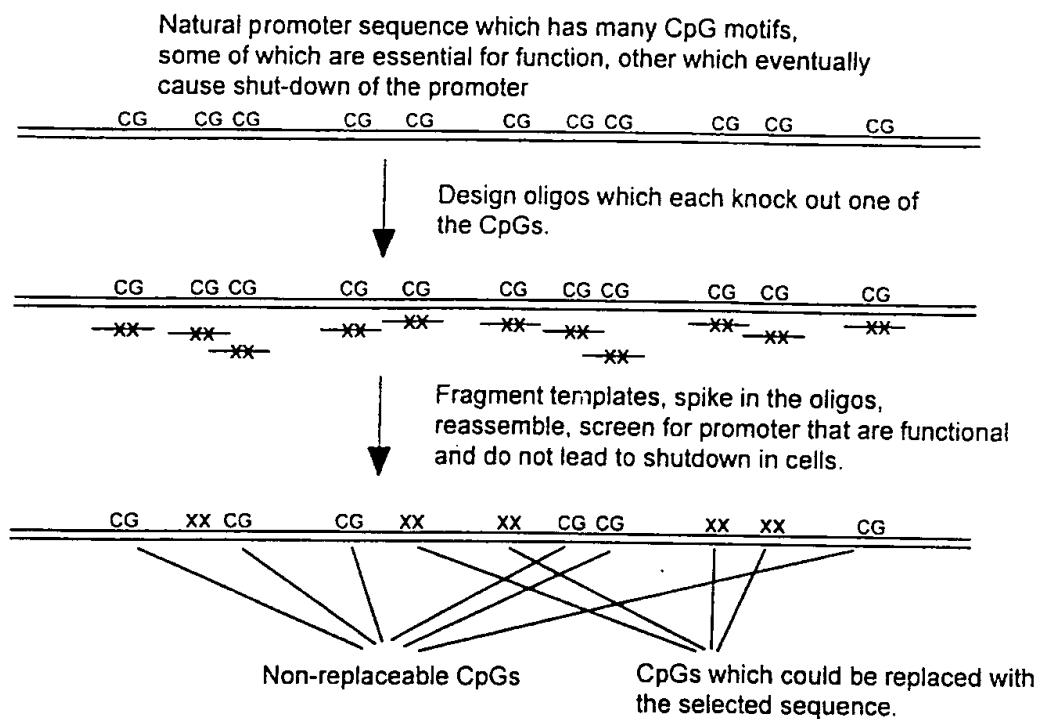 Natural promoter sequence which has many CpG motifs,
some of which are essential for function, other which eventually
cause shut-down of the promoter
CG CG CG CG CG CG CG CG CG CG CG
Design oligos which each knock out one of
the CpGs.
CG CG CG CG CG CG CG CG CG CG CG
XX XX XX XX XX XX XX XX XX XX XX
Fragment templates, spike in the oligos,
reassemble, screen for promoter that are functional
and do not lead to shutdown in cells.
CG XX CG CG XX XX CG CG XX XX CG
Non-replaceable CpGs
CpGs which could be replaced with
the selected sequence.